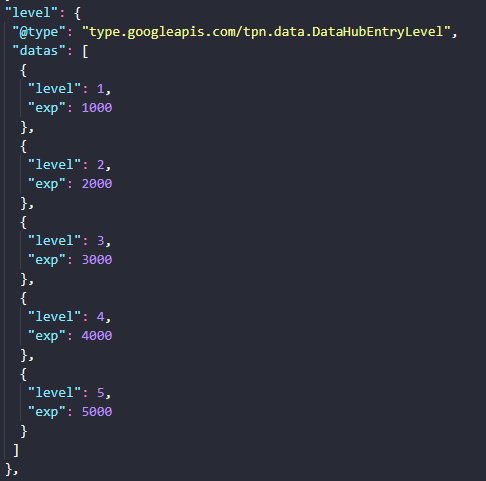 "level": {
"@type": "type.googleapis.com/tpn.data.DataHubEntryLevel",
"datas": [
{
"level": 1,
"exp": 1000
},
{
"level": 2,
"exp": 2000
},
{
"level": 3,
"exp": 3000
},
{
"level": 4,
"exp": 4000
},
{
"level": 5,
"exp": 5000
}
]
},